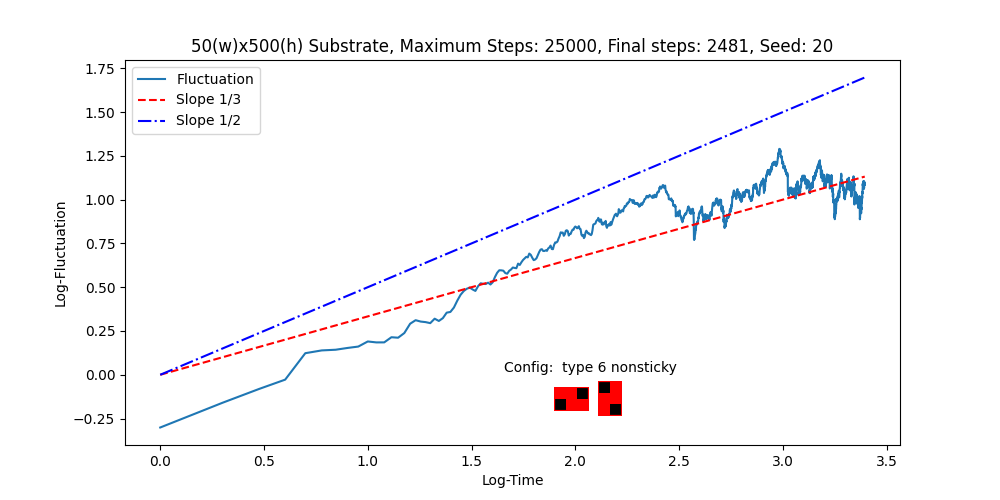 50(w)x500(h) Substrate, Maximum Steps: 25000, Final steps: 2481, Seed: 20
Fluctuation
Slope 1/3
Slope 1/2
Log-Fluctuation
1.75
1.50
1.25
1.00
0.75
0.50
0.25
0.00
−0.25
Config:  type 6 nonsticky
0.0 0.5 1.0 1.5 2.0 2.5 3.0 3.5
Log-Time